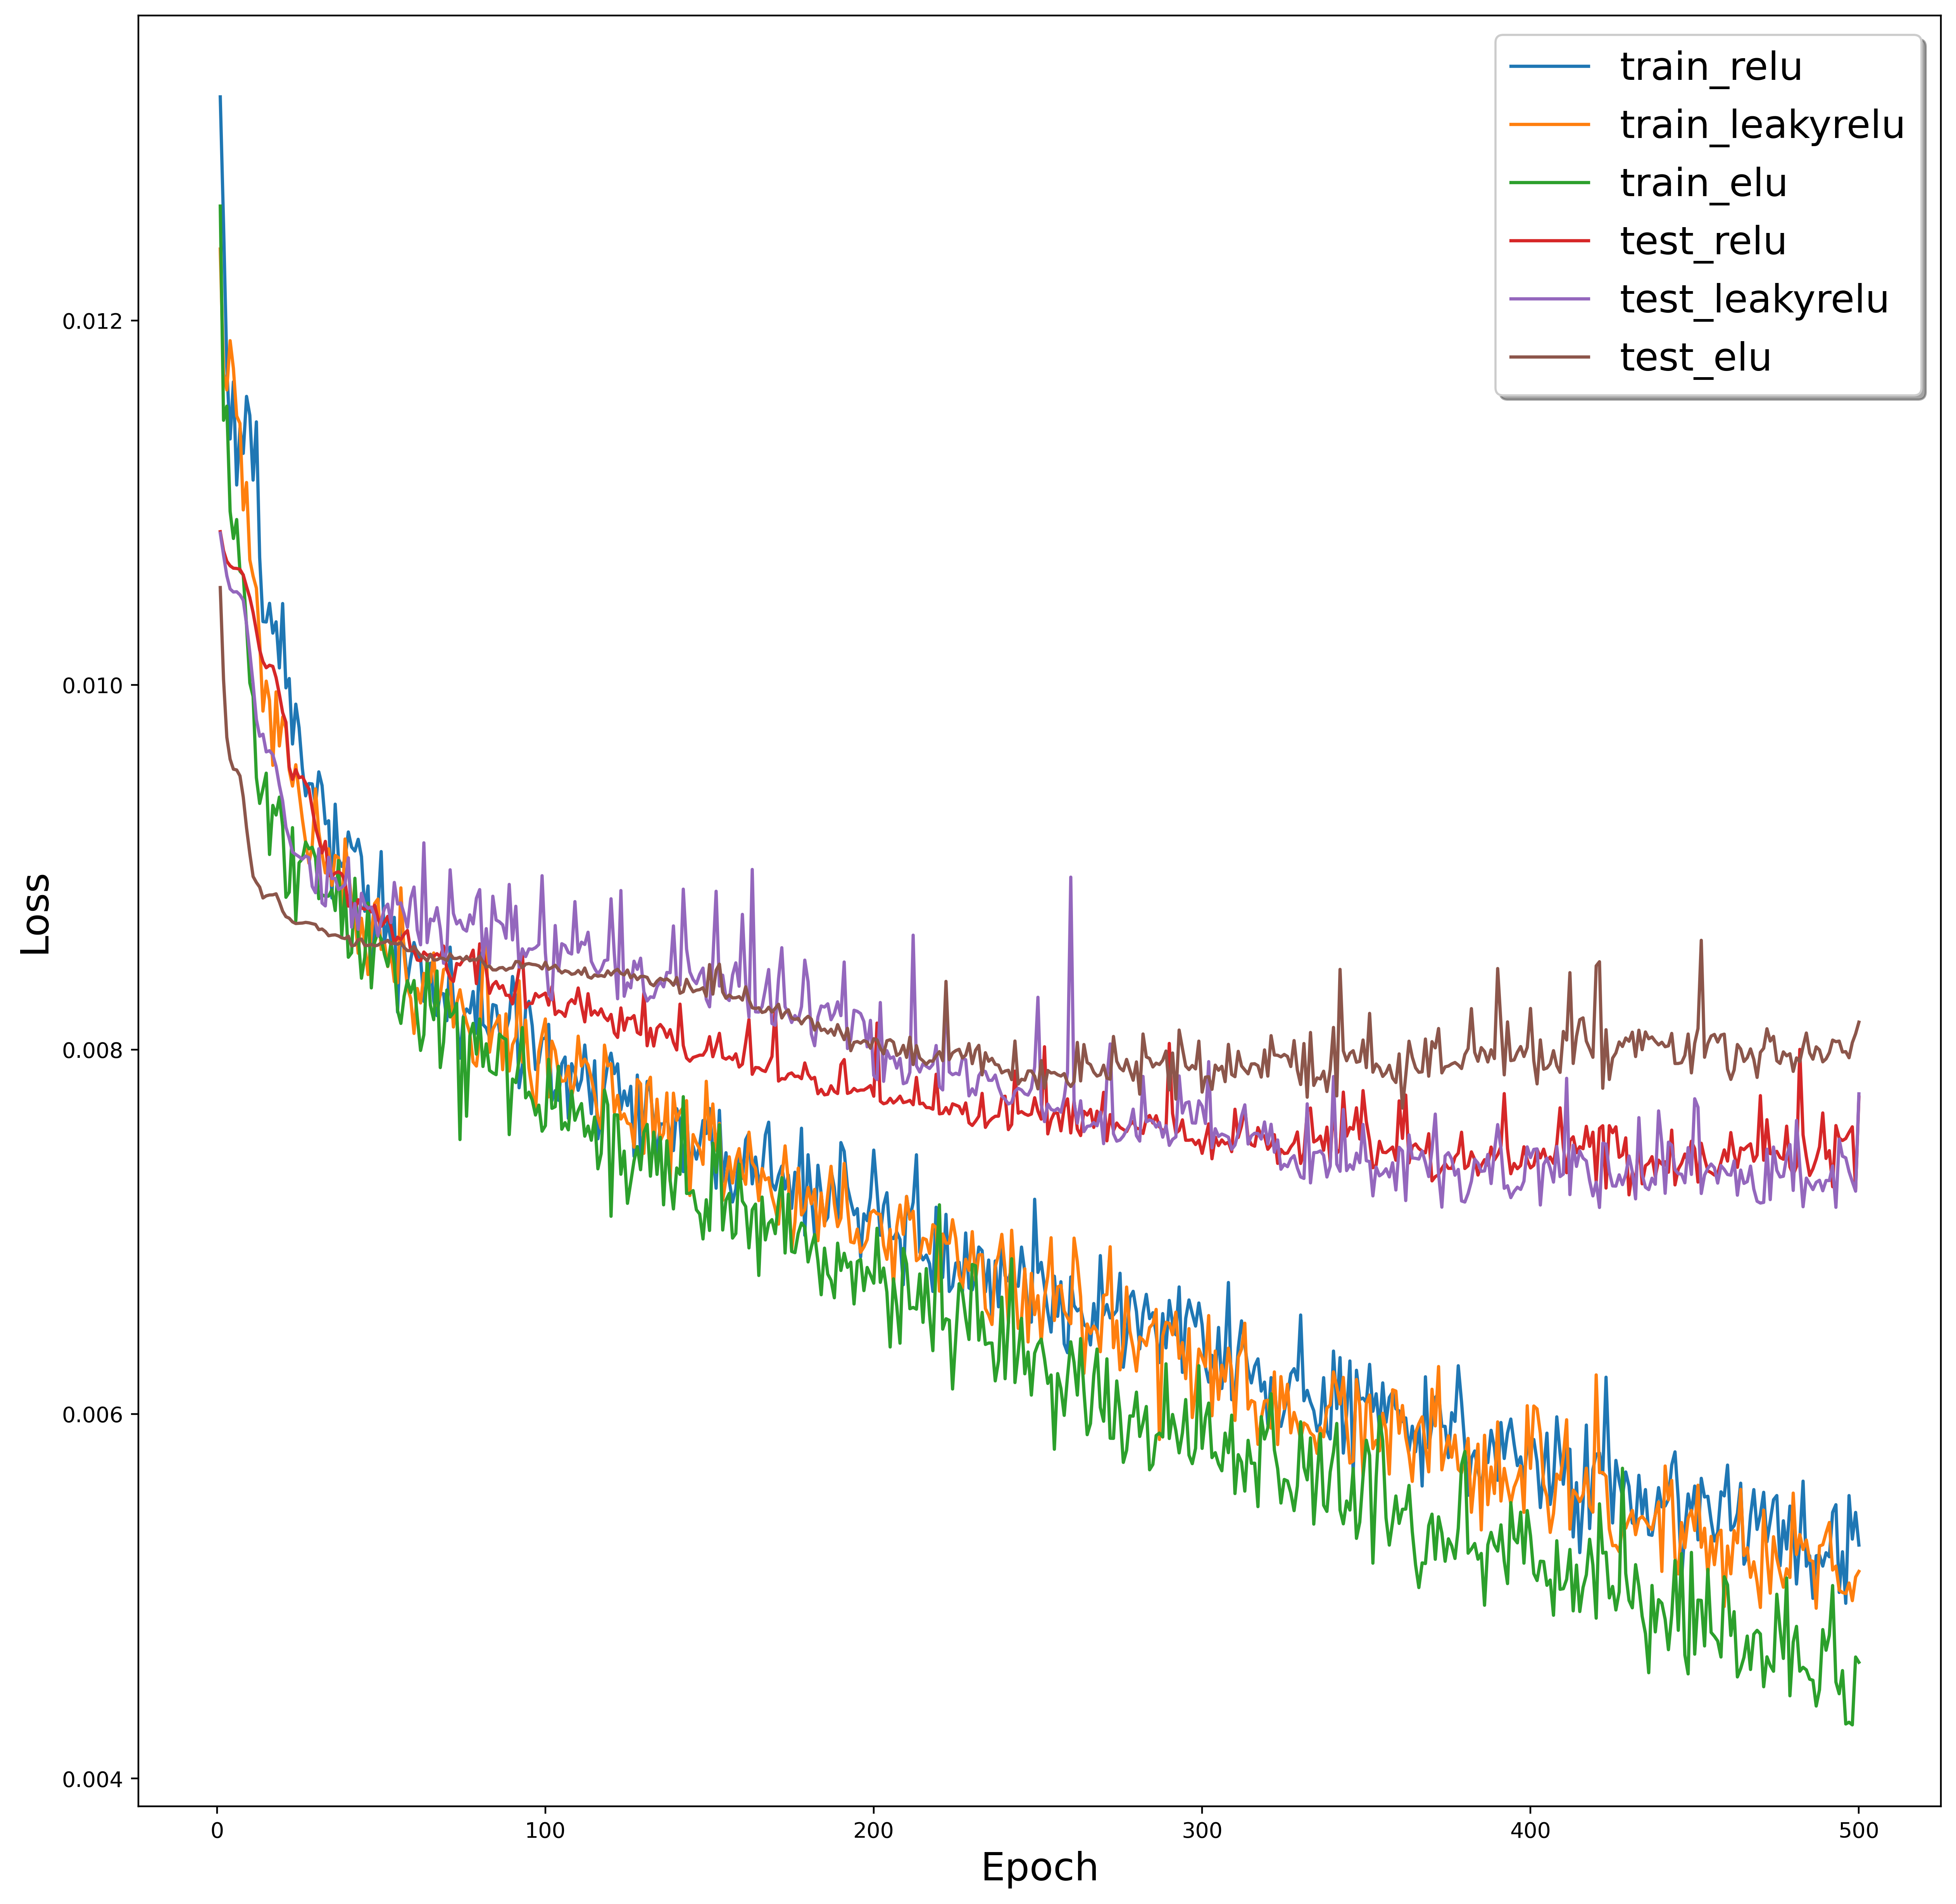 train_relu
train_leakyrelu
train_elu
test_relu
test_leakyrelu
test_elu
Loss
0.012
0.010
0.008
0.006
0.004
0 100 200 300 400 500
Epoch